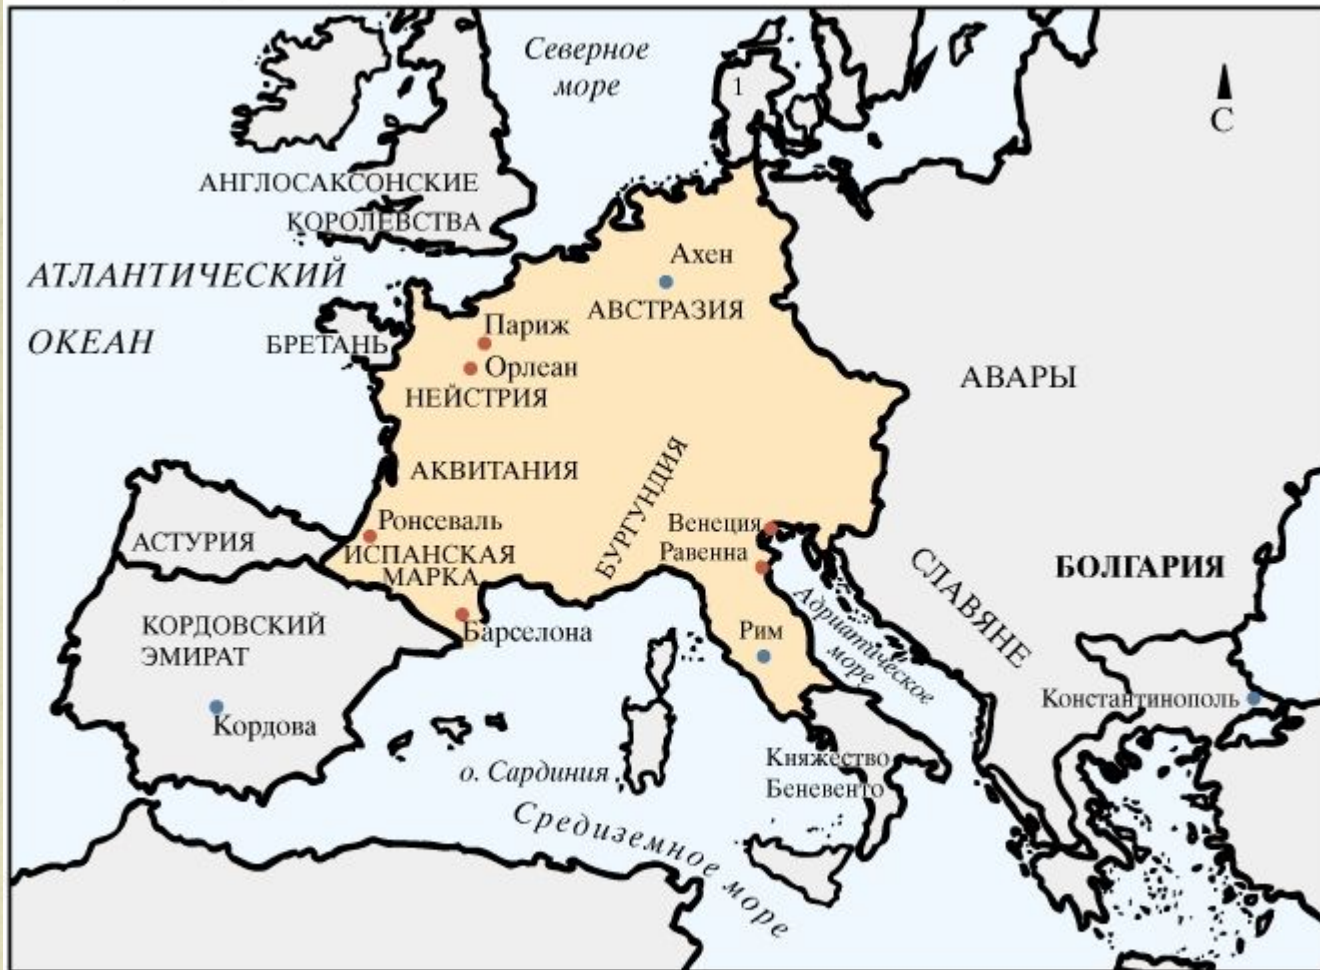 Северное
море
1
С
АНГЛОСАКСОНСКИЕ
КОРОЛЕВСТВА
АТЛАНТИЧЕСКИЙ
ОКЕАН
Ахен
АВСТРАЗИЯ
Париж
БРЕТАНЬ
Орлеан
НЕЙСТРИЯ
АВАРЫ
АКВИТАНИЯ
БУРГУНДИЯ
Ронсеваль
Венеция
АСТУРИЯ
ИСПАНСКАЯ
МАРКА
Равенна
СЛАВЯНЕ
БОЛГАРИЯ
КОРДОВСКИЙ
ЭМИРАТ
Барселона
Рим
Адриатическое
море
Кордова
Константинополь
о. Сардиния
Княжество
Беневенто
Средиземное море